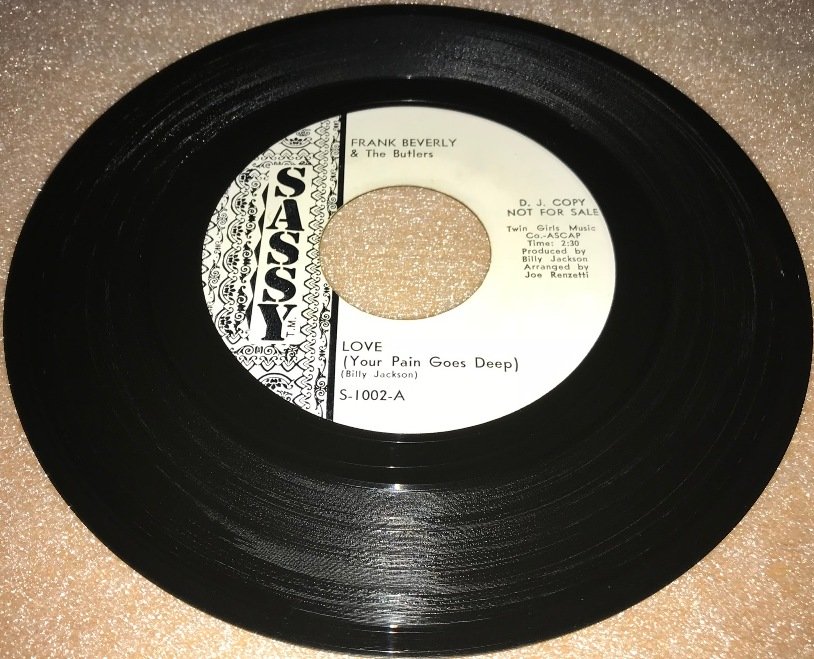 SASSY
T.M.
FRANK BEVERLY
& The Butlers
D. J. COPY
NOT FOR SALE
Twin Girls Music
Co.-ASCAP
Time: 2:30
Produced by
Billy Jackson
Arranged by
Joe Renzetti
LOVE
(Your Pain Goes Deep)
(Billy Jackson)
S-1002-A